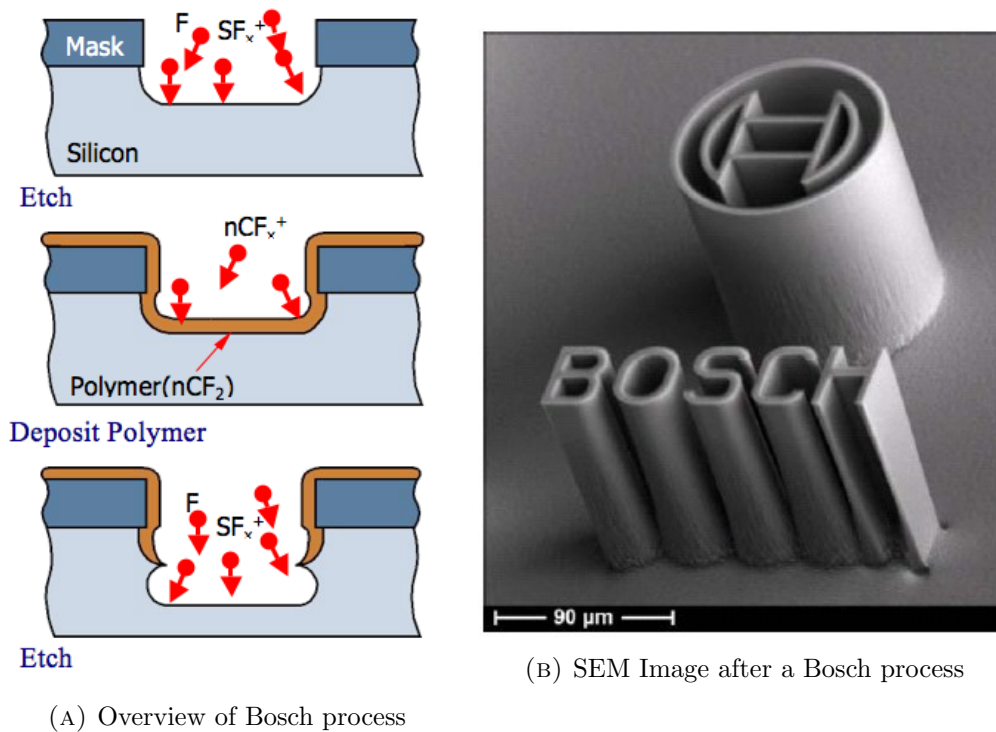 F SFₓ⁺
Mask
Silicon
Etch
nCFₓ⁺
Polymer(nCF₂)
Deposit Polymer
F
SFₓ⁺
Etch
(A) Overview of Bosch process
BOSCH
90 µm
(B) SEM Image after a Bosch process